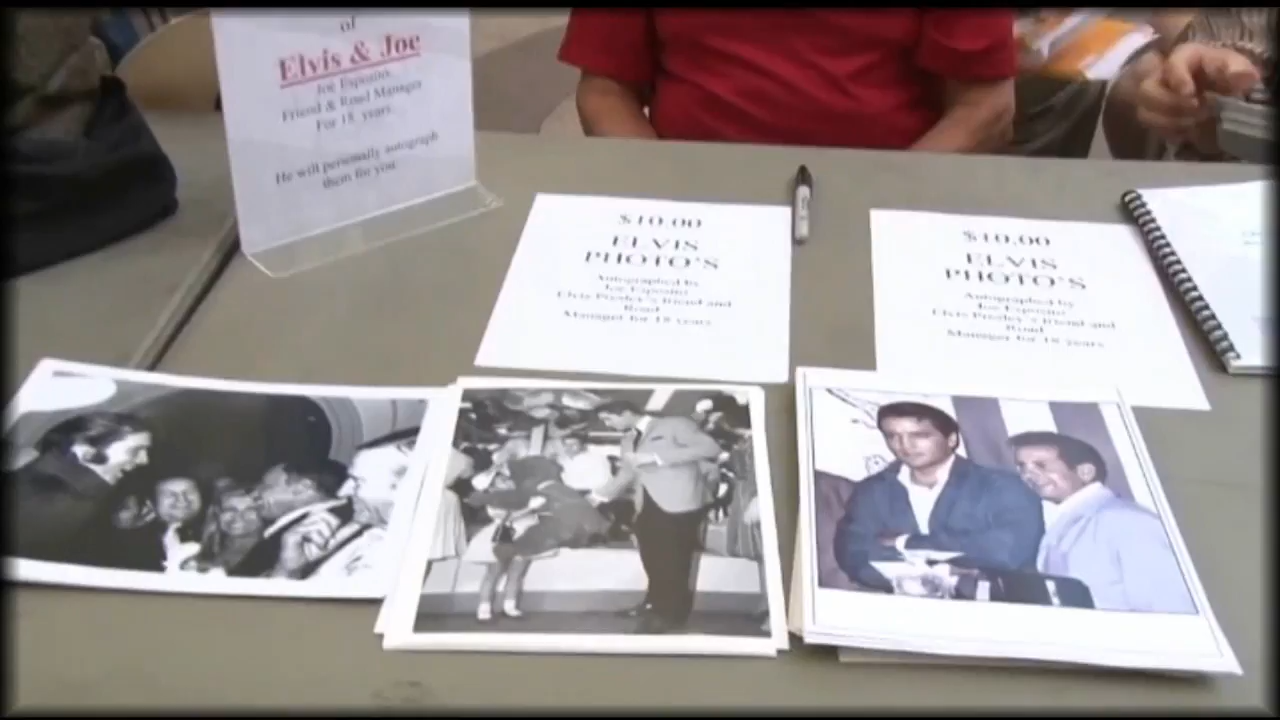 of
Elvis & Joe
Joe Esposito.
Friend & Road Manager
For 18 years.
He will personally autograph
them for you.
$10.00
ELVIS
PHOTO'S
Autographed by
Joe Esposito
Elvis Presley's friend and
Road
Manager for 18 years
$10.00
ELVIS
PHOTO'S
Autographed by
Joe Esposito
Elvis Presley's friend and
Road
Manager for 18 years